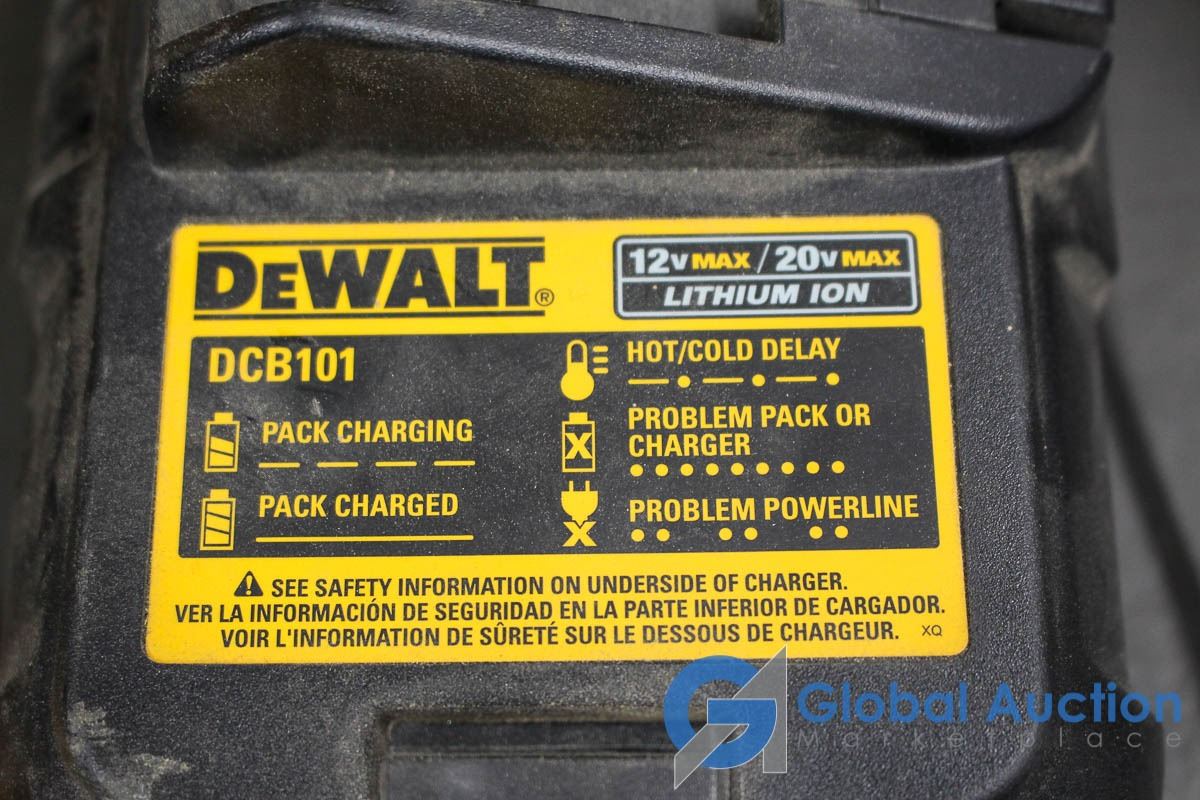 DEWALT®
12V MAX / 20V MAX
LITHIUM ION
DCB101
PACK CHARGING
PACK CHARGED
HOT/COLD DELAY
PROBLEM PACK OR
CHARGER
PROBLEM POWERLINE
SEE SAFETY INFORMATION ON UNDERSIDE OF CHARGER.
VER LA INFORMACIÓN DE SEGURIDAD EN LA PARTE INFERIOR DE CARGADOR.
VOIR L'INFORMATION DE SÛRETÉ SUR LE DESSOUS DE CHARGEUR. XQ
Global Auction
Marketplace